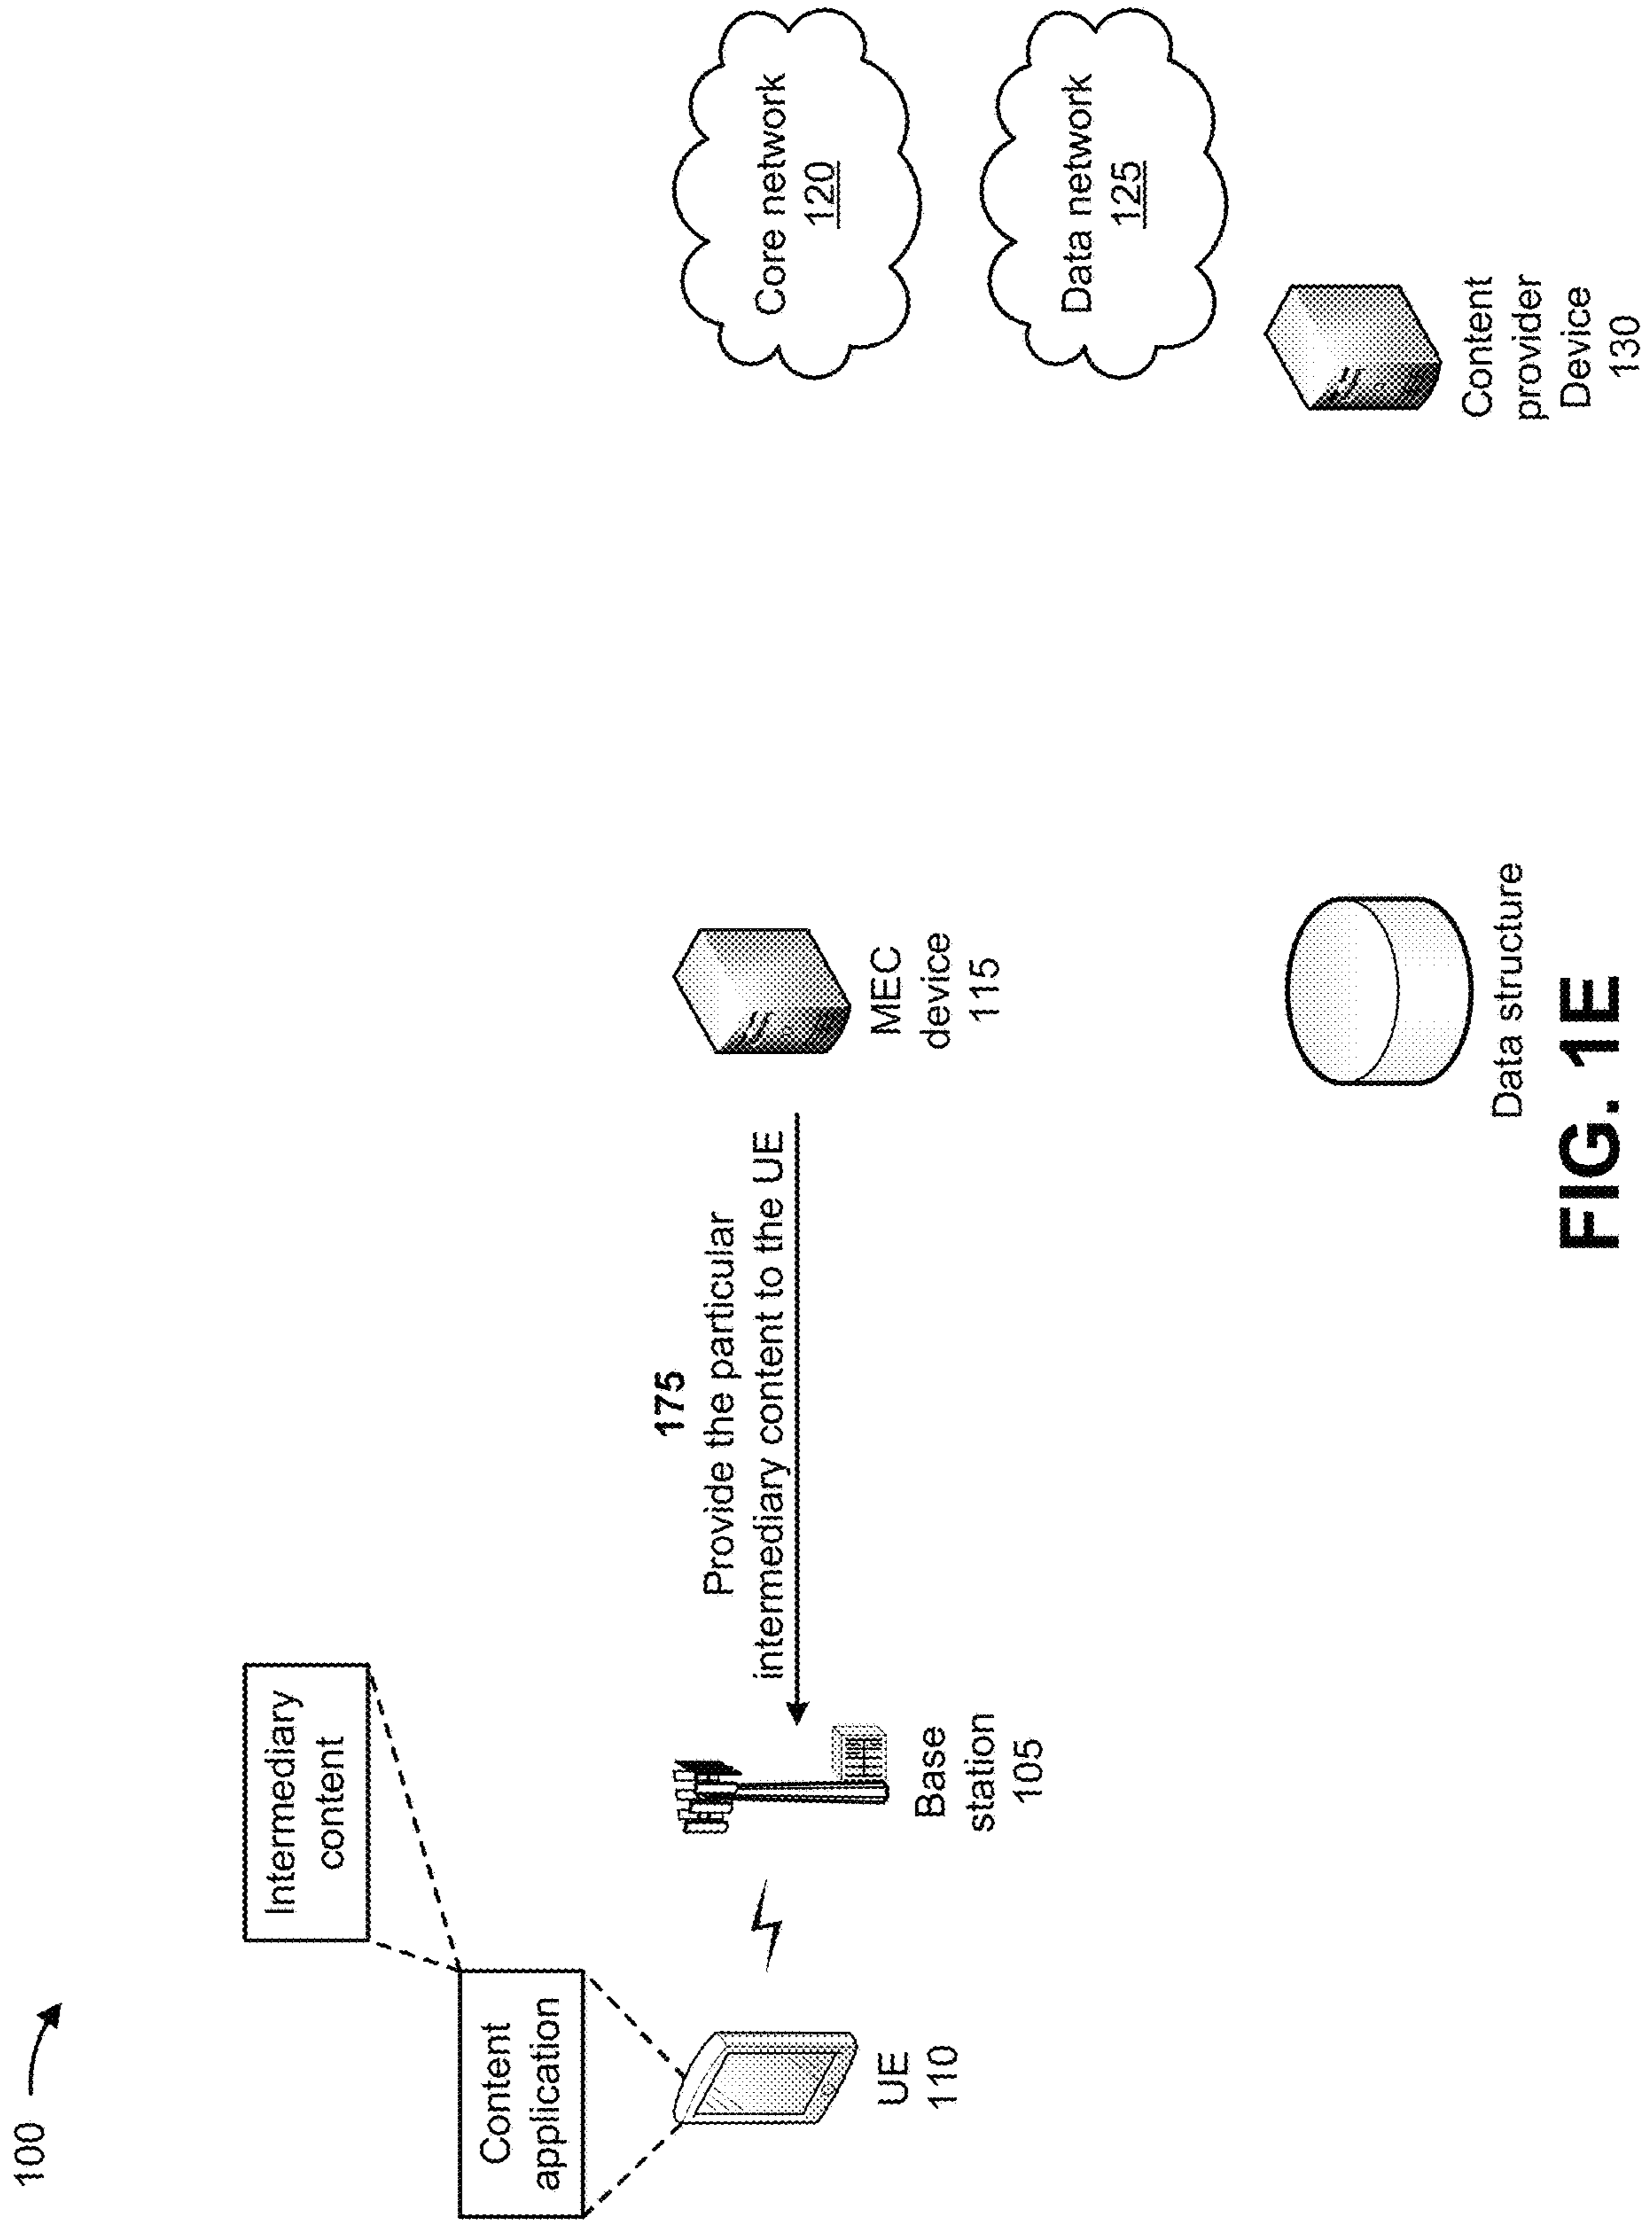 100
Intermediary
content
Content
application
UE
110
Base
station
105
175
Provide the particular
intermediary content to the UE
MEC
device
115
Core network
120
Data network
125
Content
provider
Device
130
Data structure
FIG. 1E